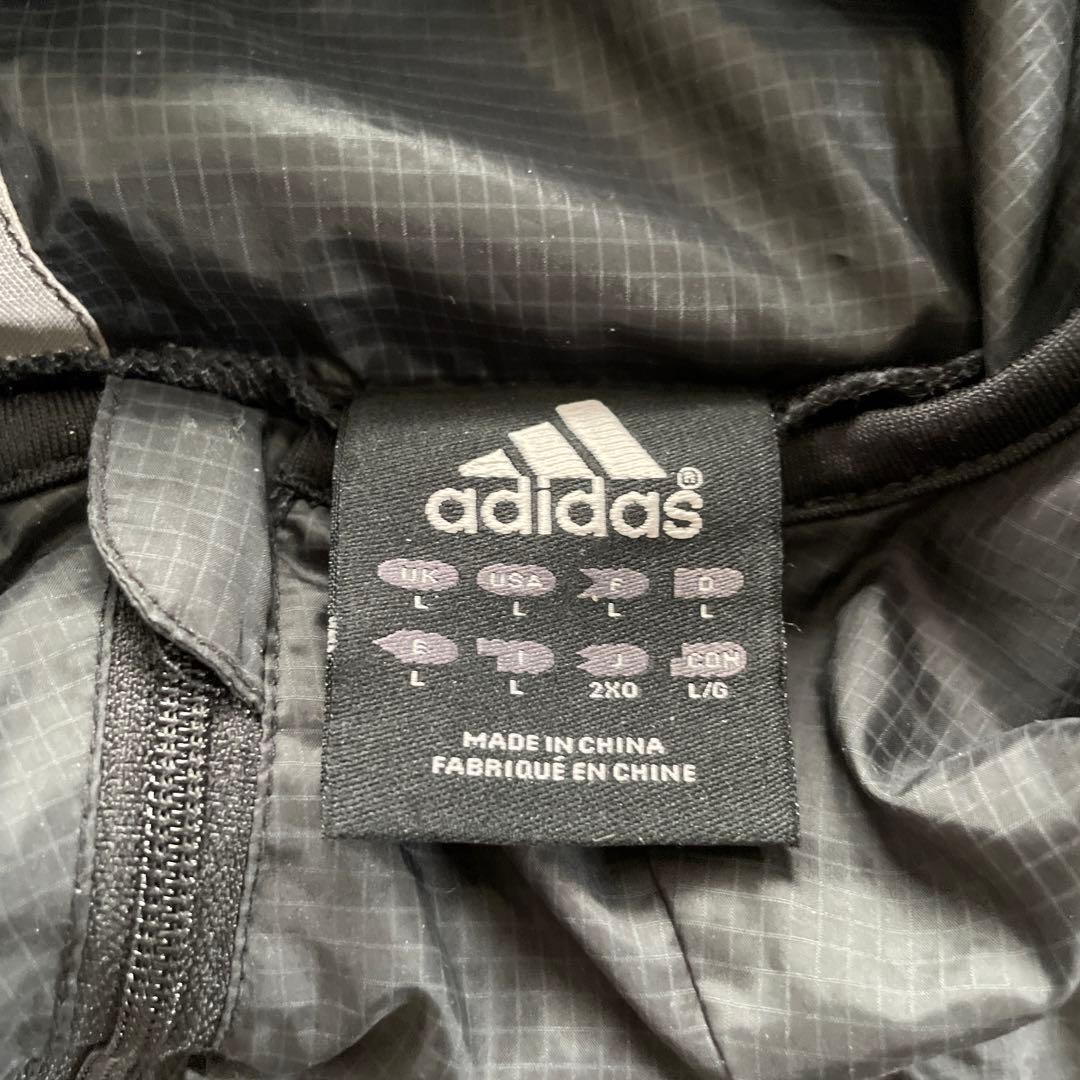 adidas®
UK USA F D
L L L L
E I J CDN
L L 2XO L/G
MADE IN CHINA
FABRIQUÉ EN CHINE